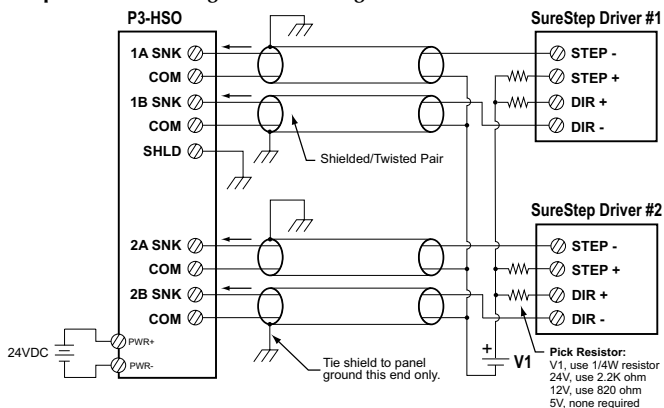 P3-HSO
SureStep Driver #1
1A SNK
COM
1B SNK
COM
SHLD
STEP -
STEP +
DIR +
DIR -
Shielded/Twisted Pair
SureStep Driver #2
2A SNK
COM
2B SNK
COM
STEP -
STEP +
DIR +
DIR -
24VDC
PWR+
PWR-
Tie shield to panel
ground this end only.
+
V1
Pick Resistor:
V1, use 1/4W resistor
24V, use 2.2K ohm
12V, use 820 ohm
5V, none required